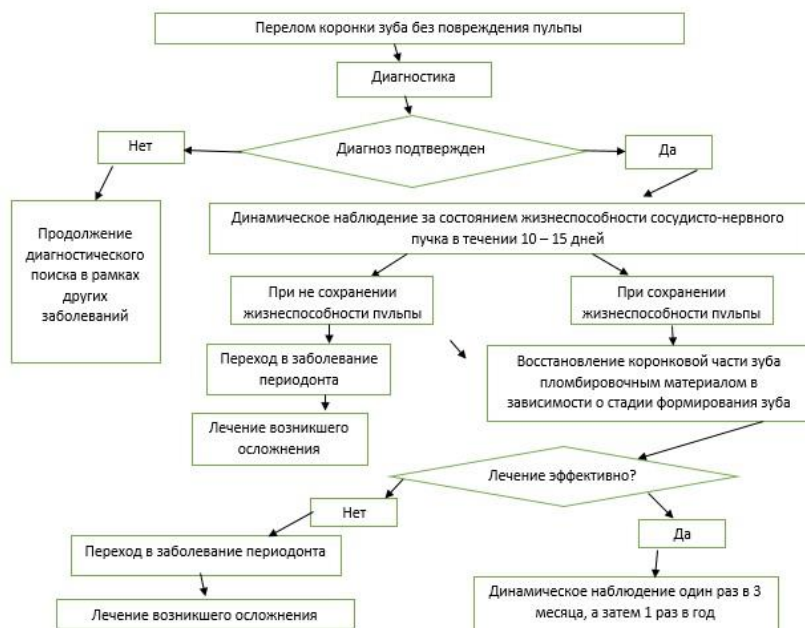 Перелом коронки зуба без повреждения пульпы
Диагностика
Диагноз подтвержден
Нет
Да
Продолжение
диагностического
поиска в рамках
других
заболеваний
Динамическое наблюдение за состоянием жизнеспособности сосудисто-нервного
пучка в течении 10 – 15 дней
При не сохранении
жизнеспособности пульпы
При сохранении
жизнеспособности пульпы
Переход в заболевание
периодонта
Лечение возникшего
осложнения
Восстановление коронковой части зуба
пломбировочным материалом в
зависимости о стадии формирования зуба
Лечение эффективно?
Нет
Да
Переход в заболевание периодонта
Лечение возникшего осложнения
Динамическое наблюдение один раз в 3
месяца, а затем 1 раз в год